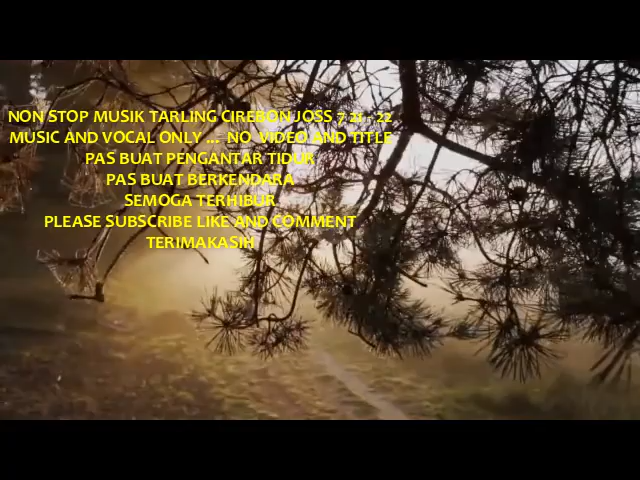 NON STOP MUSIK TARLING CIREBON JOSS 7 21 - 22
MUSIC AND VOCAL ONLY ... NO VIDEO AND TITLE
PAS BUAT PENGANTAR TIDUR
PAS BUAT BERKENDARA
SEMOGA TERHIBUR
PLEASE SUBSCRIBE LIKE AND COMMENT
TERIMAKASIH